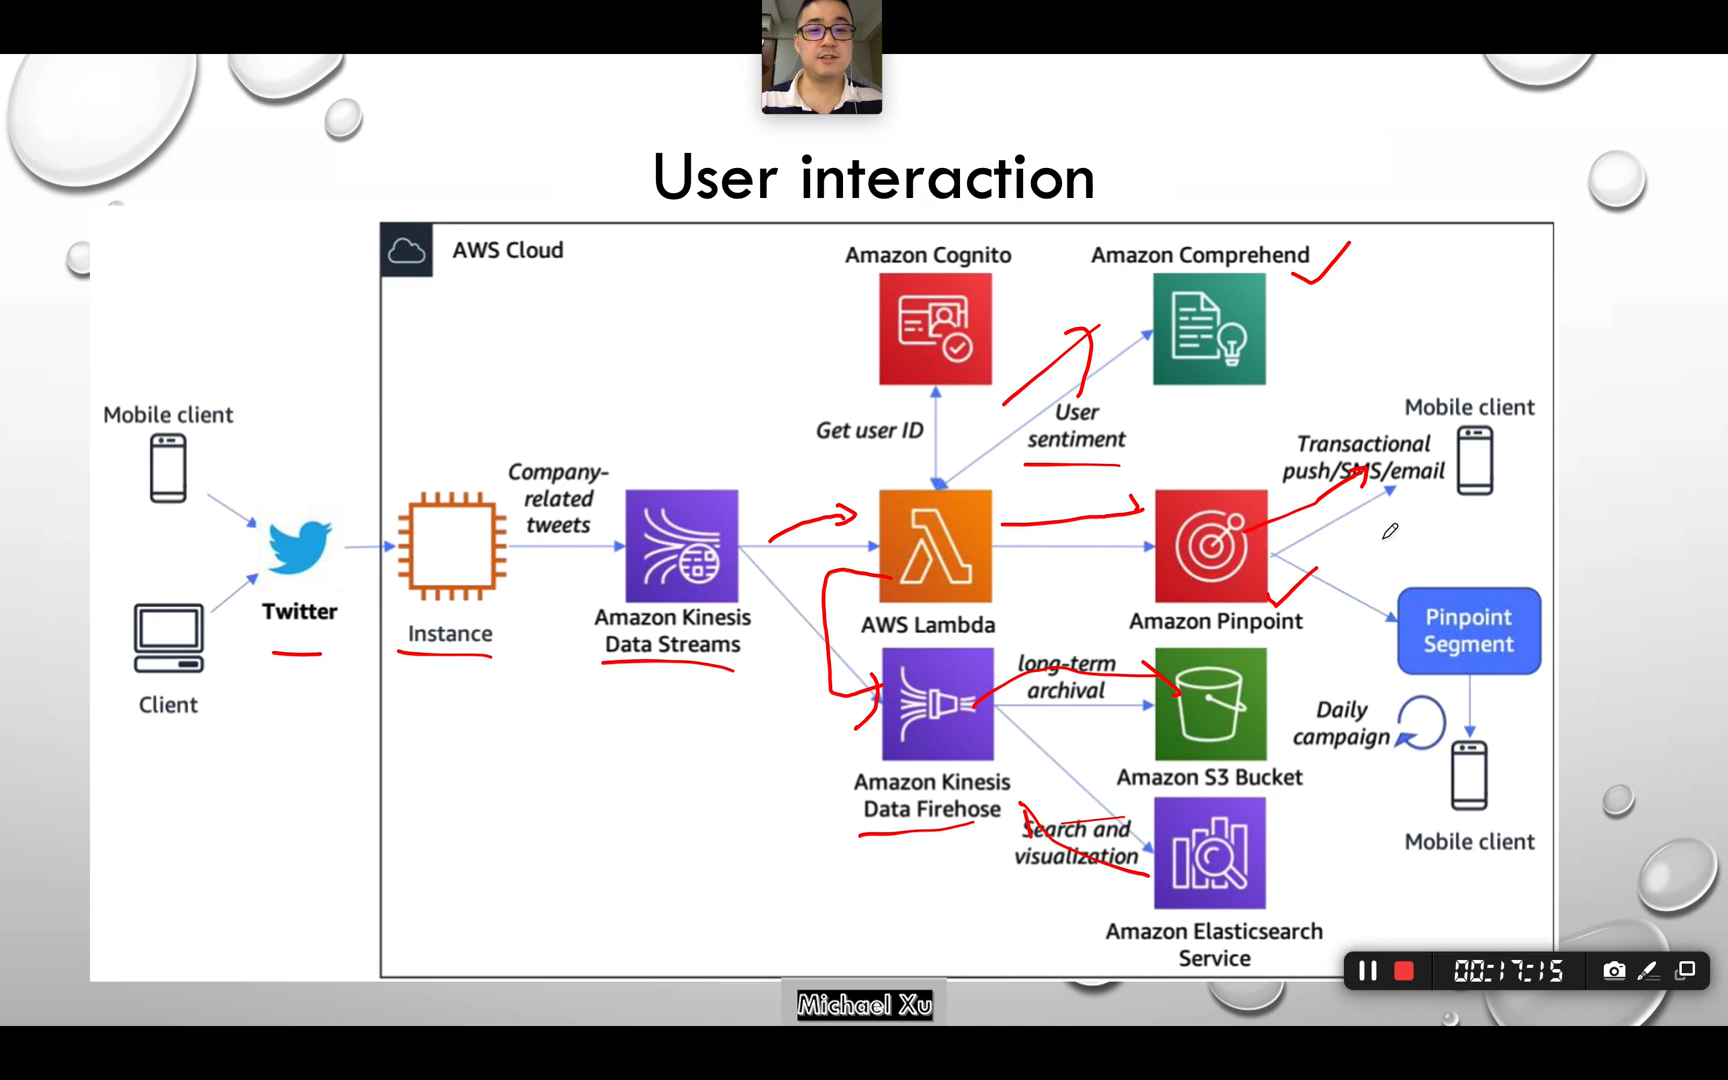 User interaction
AWS Cloud
Amazon Cognito
Amazon Comprehend
Mobile client
Get user ID
User
sentiment
Mobile client
Transactional
push/SMS/email
Company-
related
tweets
Twitter
Instance
Amazon Kinesis
Data Streams
AWS Lambda
Amazon Pinpoint
Pinpoint
Segment
Client
long-term
archival
Daily
campaign
Amazon Kinesis
Data Firehose
Amazon S3 Bucket
Search and
visualization
Mobile client
Amazon Elasticsearch
Service
00:17:15
Michael Xu